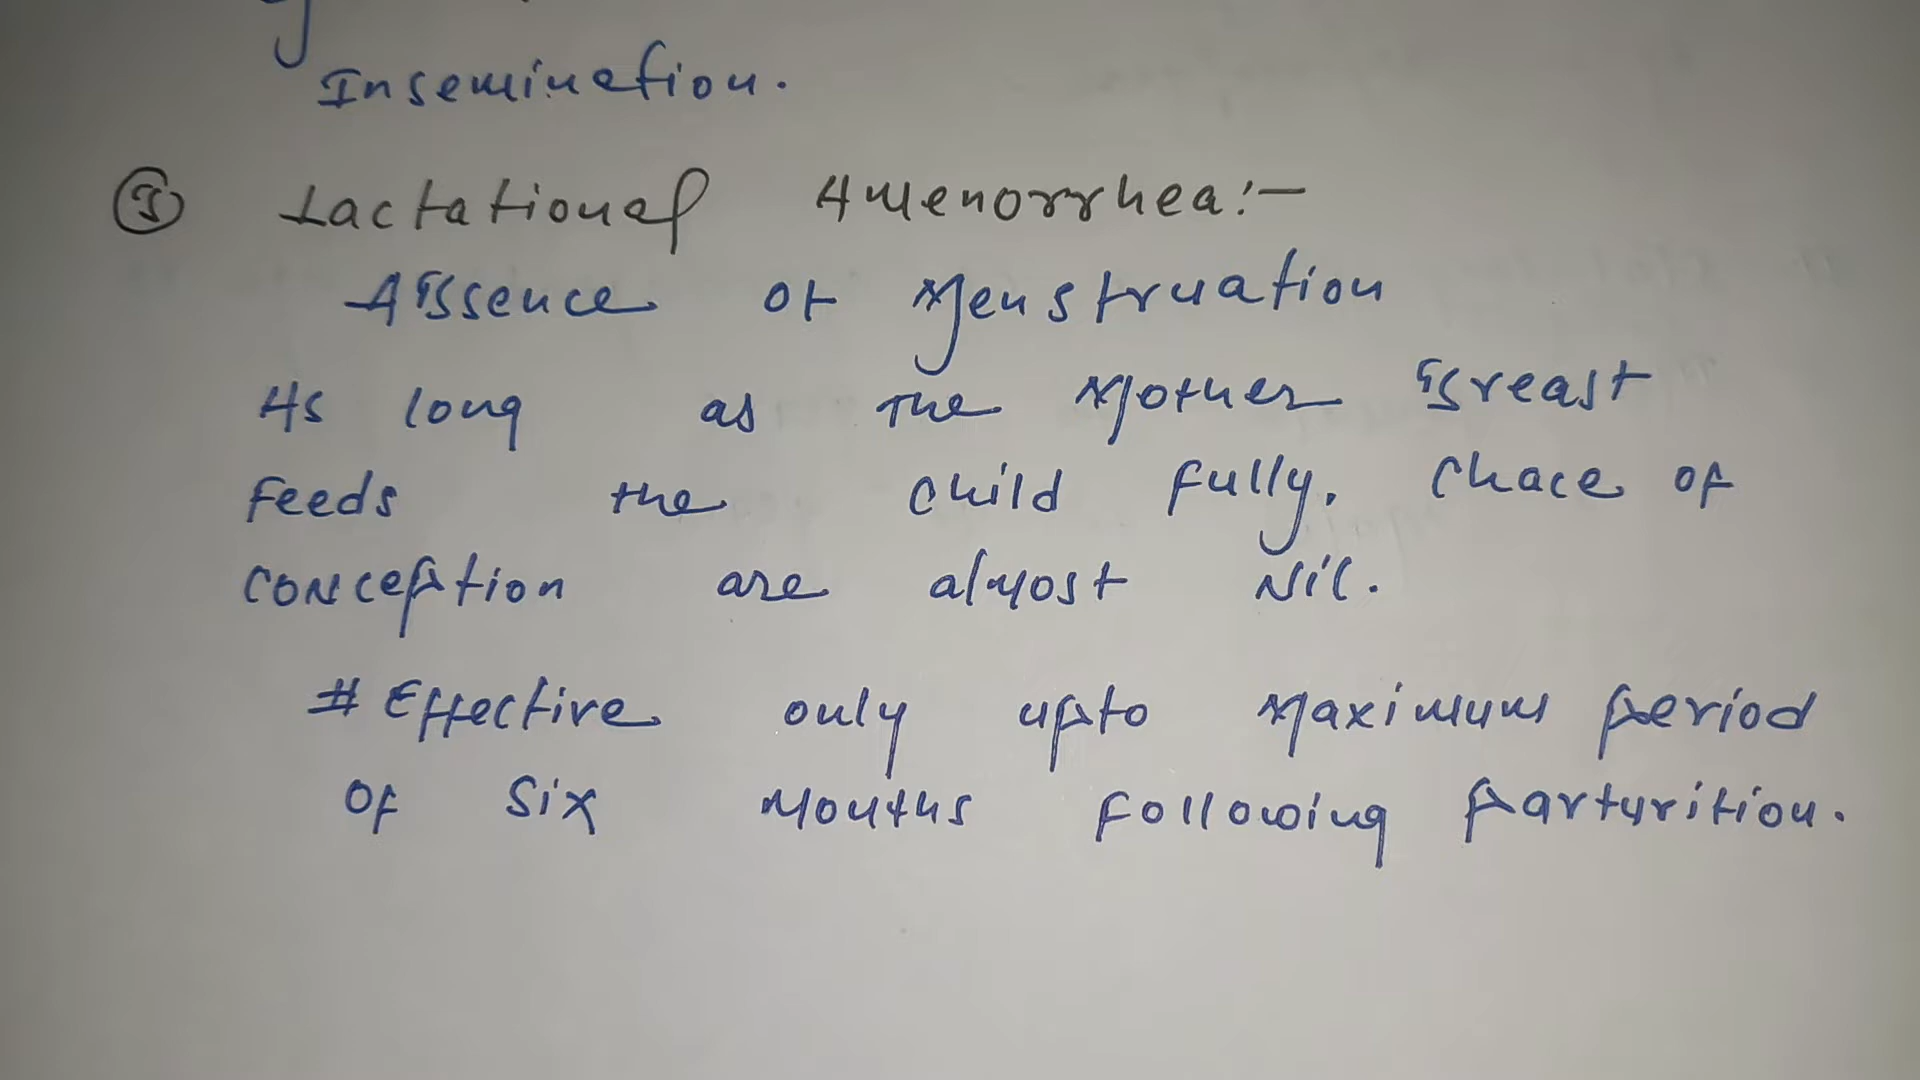 Insemination.
③ Lactational Amenorrhea:-
Absence of Menstruation
As long as the Mother Breast
Feeds the child fully. Chace of
conception are almost Nil.
# Effective only upto Maximum period
of Six Months following parturition.